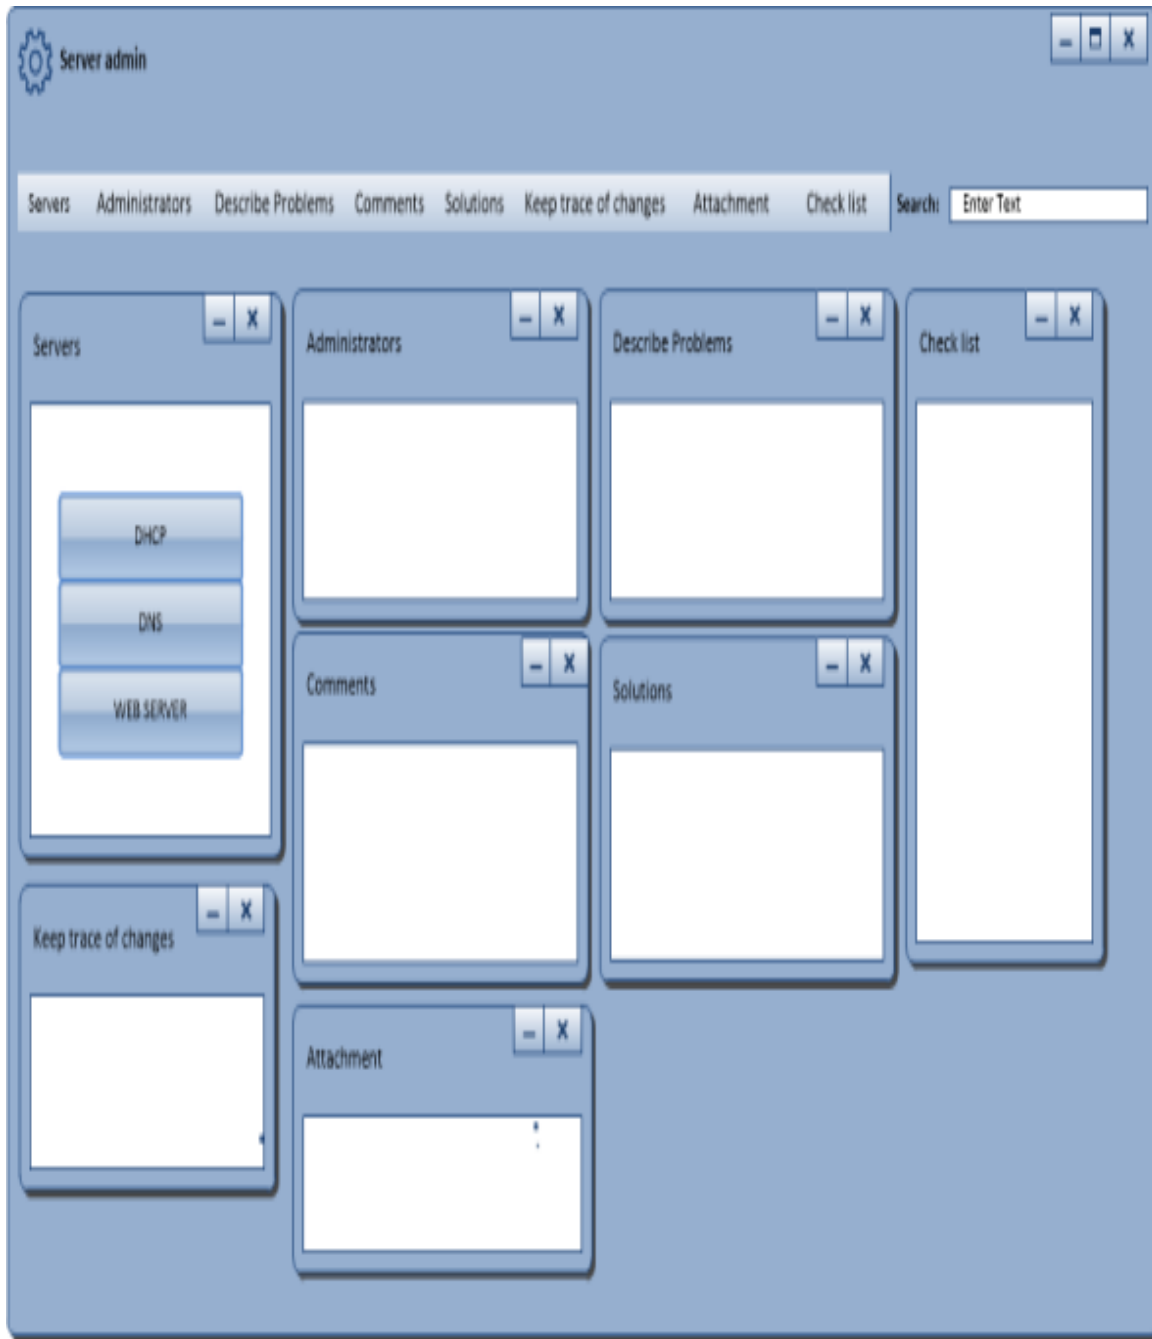 Server admin
Servers Administrators Describe Problems Comments Solutions Keep trace of changes Attachment Check list Search: Enter Text
Servers
DHCP
DNS
WEB SERVER
Administrators
Describe Problems
Check list
Comments
Solutions
Keep trace of changes
Attachment